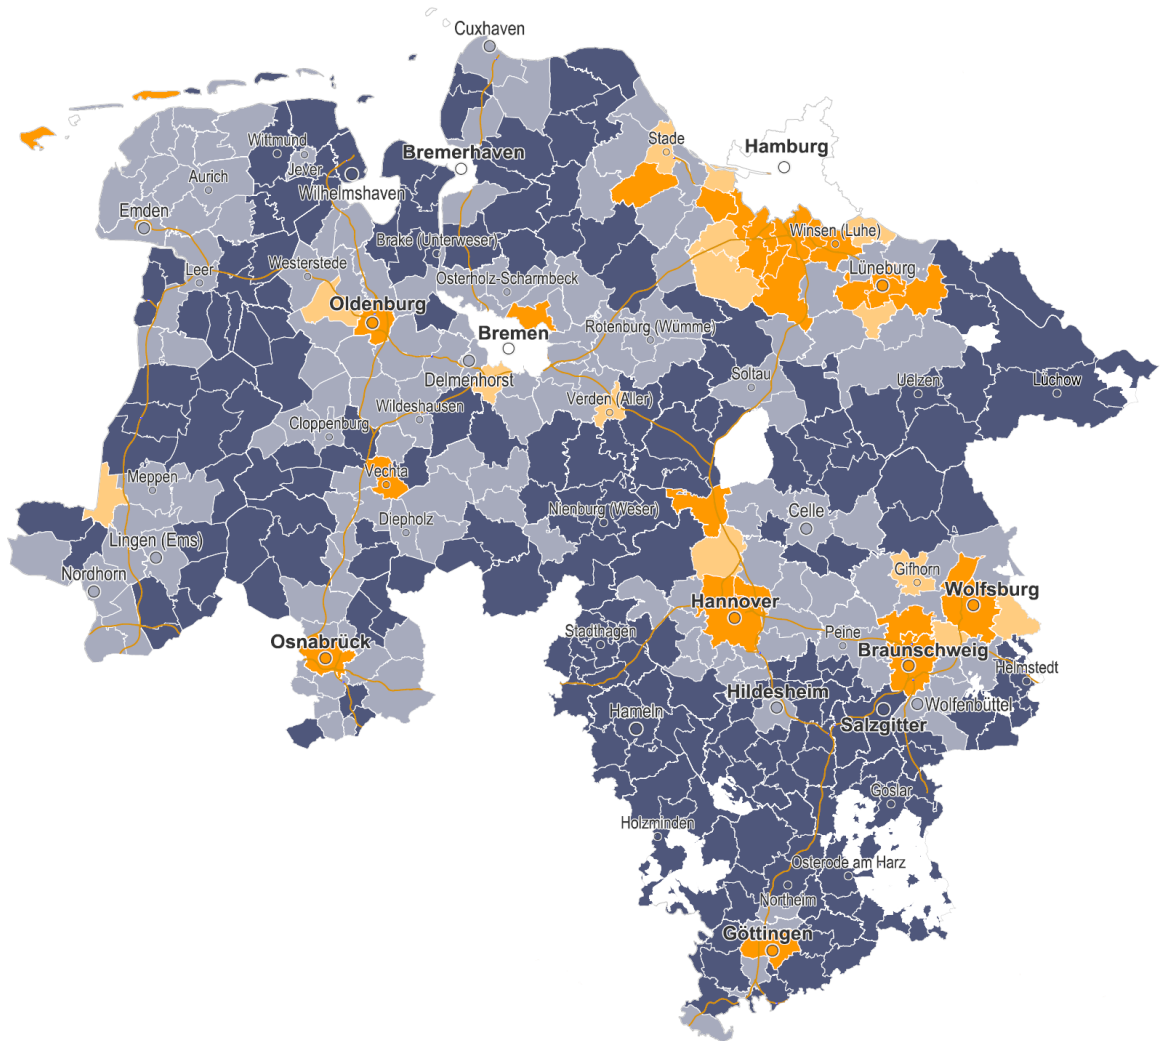 Cuxhaven
Stade
Hamburg
Wittmund
Bremerhaven
Jever
Aurich
Wilhelmshaven
Emden
Winsen (Luhe)
Brake (Unterweser)
Westerstede
Leer
Osterholz-Scharmbeck
Lüneburg
Oldenburg
Bremen
Rotenburg (Wümme)
Delmenhorst
Soltau
Uelzen
Lüchow
Verden (Aller)
Wildeshausen
Cloppenburg
Vechta
Meppen
Nienburg (Weser)
Celle
Diepholz
Lingen (Ems)
Gifhorn
Nordhorn
Wolfsburg
Hannover
Stadthagen
Peine
Osnabrück
Braunschweig
Helmstedt
Hildesheim
Wolfenbüttel
Hameln
Salzgitter
Goslar
Holzminden
Osterode am Harz
Northeim
Göttingen